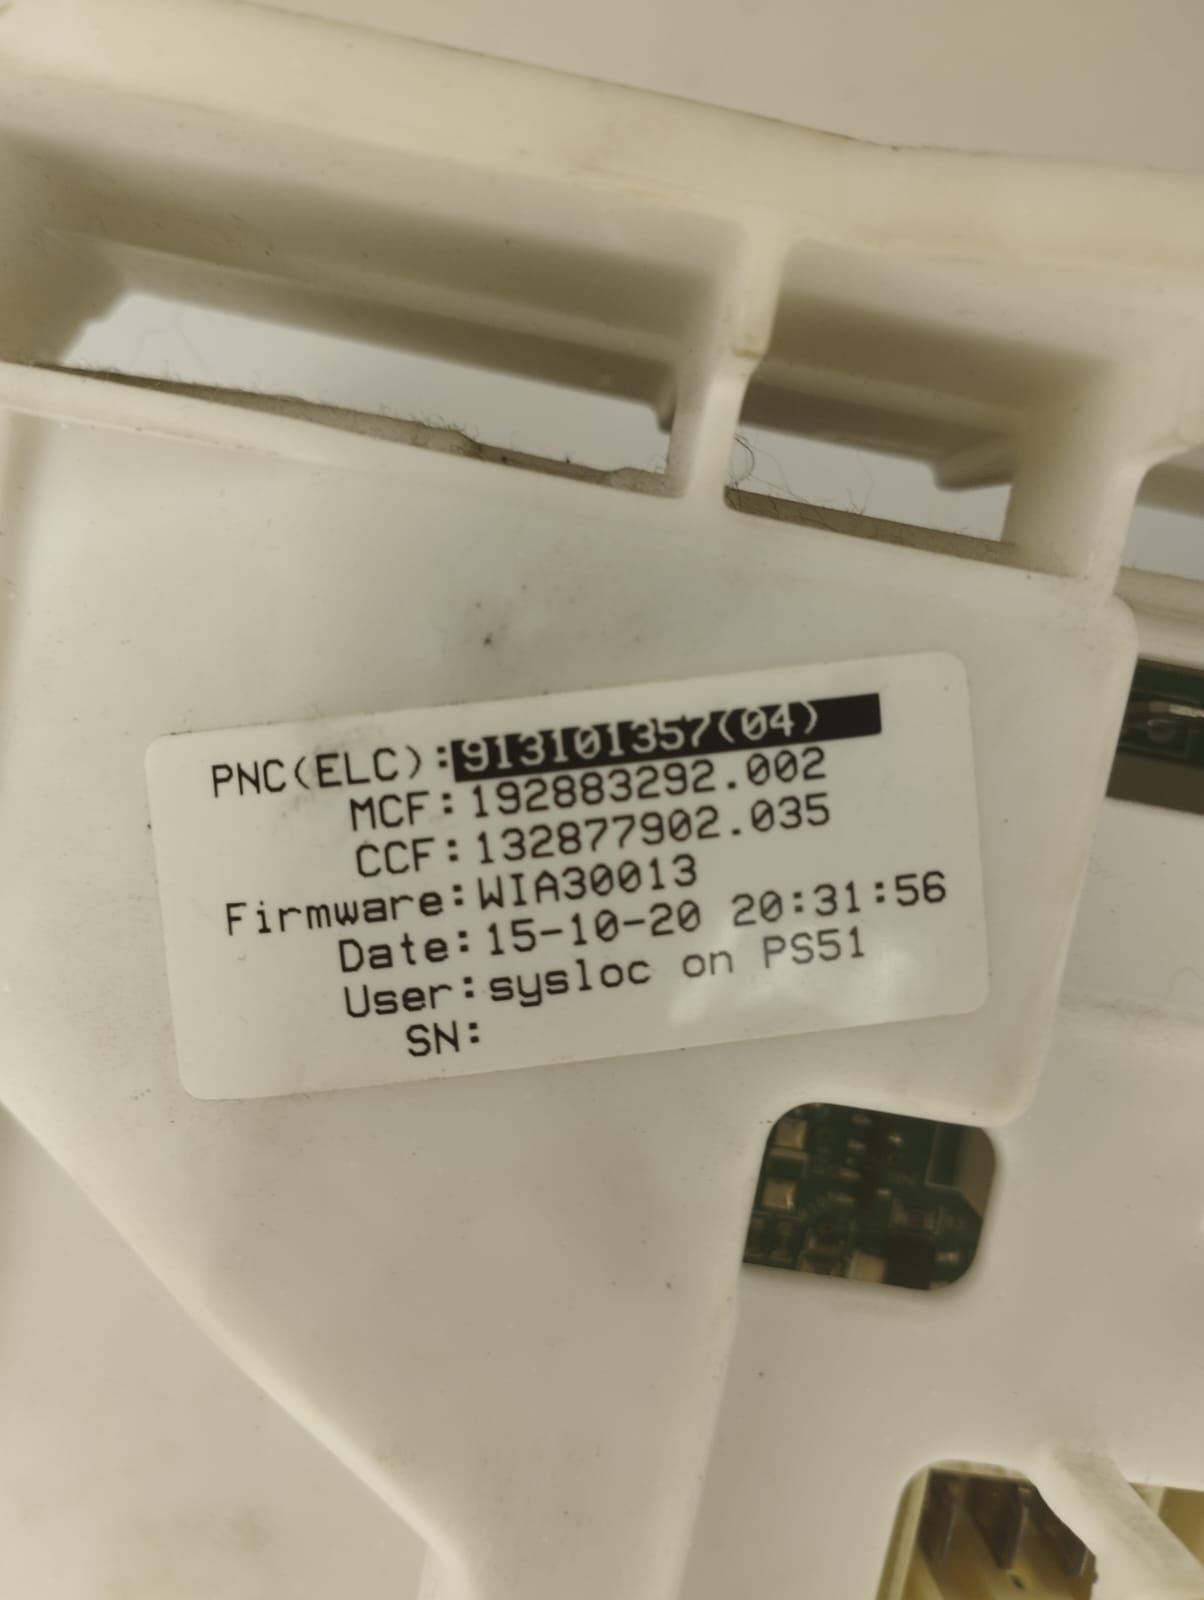 PNC(ELC):913101357(04)
MCF:192883292.002
CCF:132877902.035
Firmware:WIA30013
Date:15-10-20 20:31:56
User:sysloc on PS51
SN: